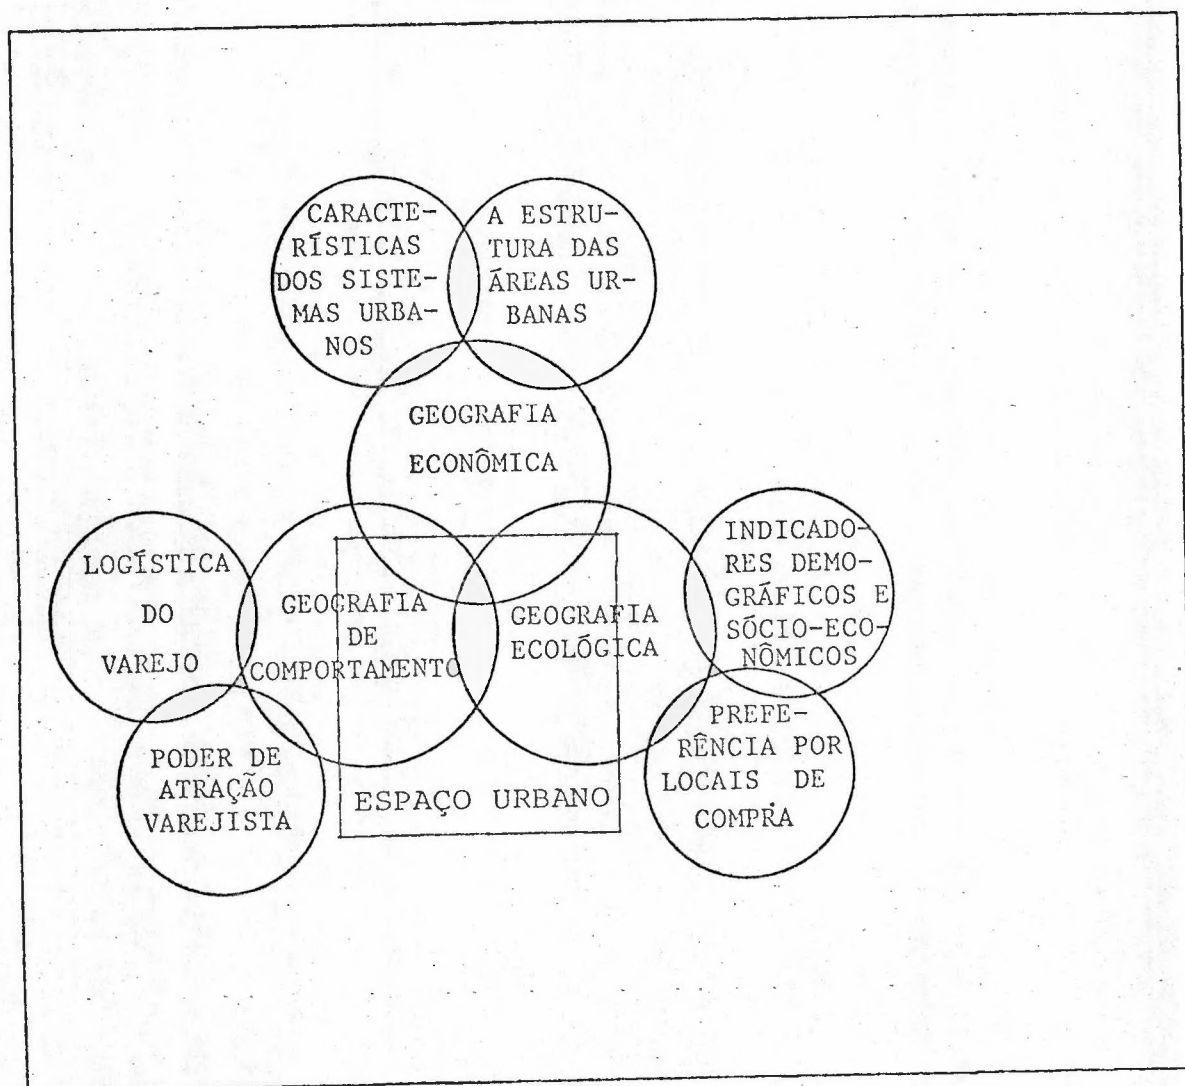 CARACTE-
RÍSTICAS
DOS SISTE-
MAS URBA-
NOS
A ESTRU-
TURA DAS
ÁREAS UR-
BANAS
GEOGRAFIA
ECONÔMICA
LOGÍSTICA
DO
VAREJO
GEOGRAFIA
DE
COMPORTAMENTO
GEOGRAFIA
ECOLÓGICA
INDICADO-
RES DEMO-
GRÁFICOS E
SÓCIO-ECO-
NÔMICOS
PODER DE
ATRAÇÃO
VAREJISTA
ESPAÇO URBANO
PREFE-
RÊNCIA POR
LOCAIS DE
COMPRA